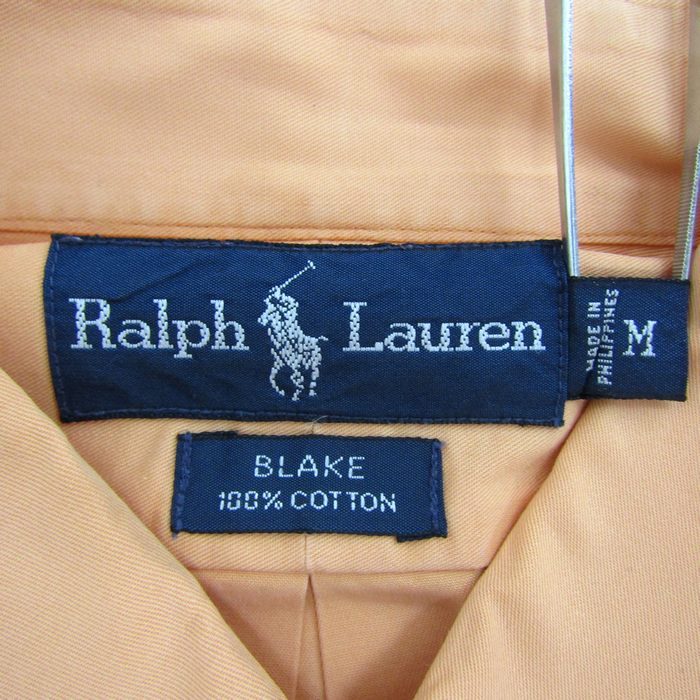 Ralph Lauren
MADE IN
PHILIPPINES
M
BLAKE
100% COTTON